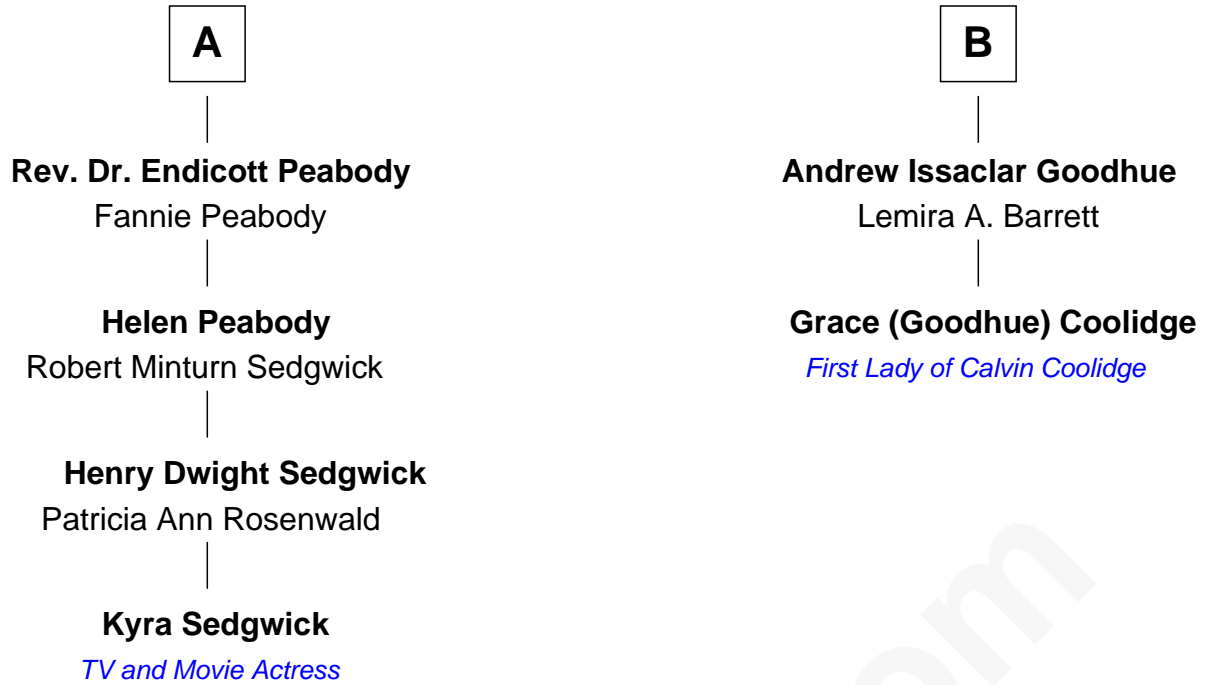 A
Rev. Dr. Endicott Peabody
Fannie Peabody
Helen Peabody
Robert Minturn Sedgwick
Henry Dwight Sedgwick
Patricia Ann Rosenwald
Kyra Sedgwick
TV and Movie Actress
B
Andrew Issaclar Goodhue
Lemira A. Barrett
Grace (Goodhue) Coolidge
First Lady of Calvin Coolidge
om